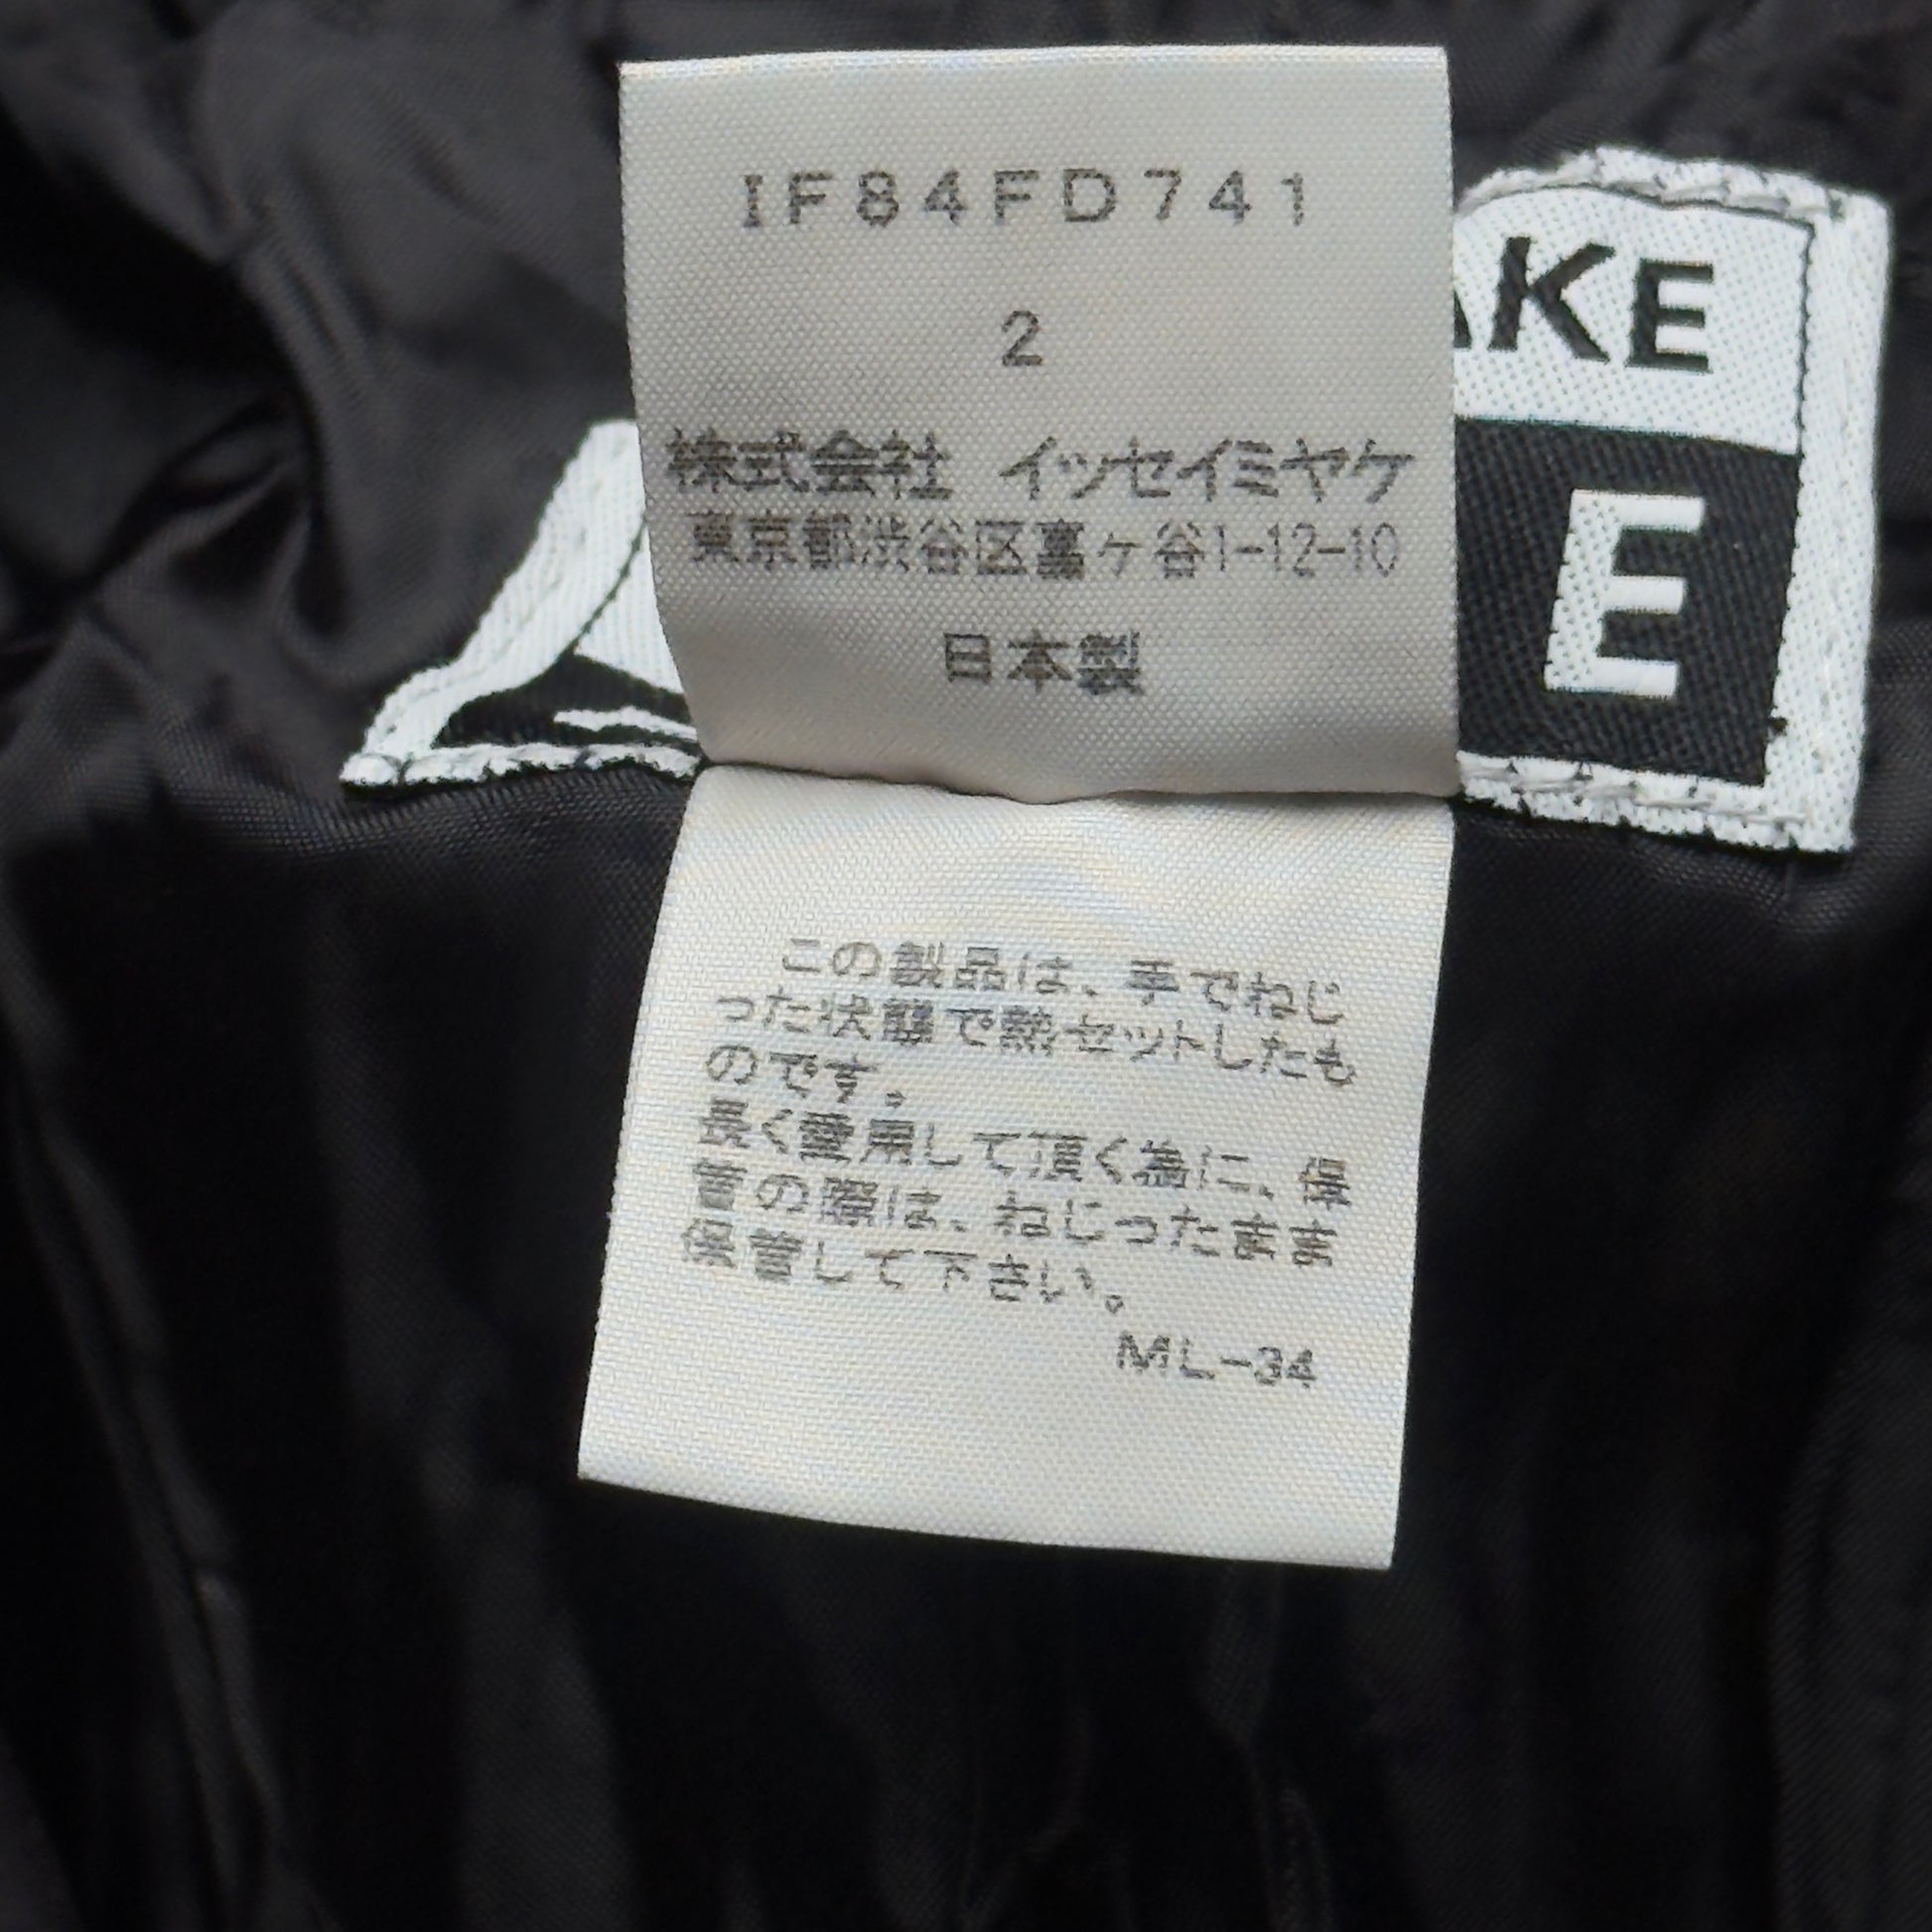 IF84FD741
2
株式会社 イッセイミヤケ
東京都渋谷区富ヶ谷1-12-10
日本製
AKE
E
この製品は、手でねじ
った状態で熱セットしたも
のです。
長く愛用して頂く為に、保
管の際は、ねじったまま
保管して下さい。
ML-34